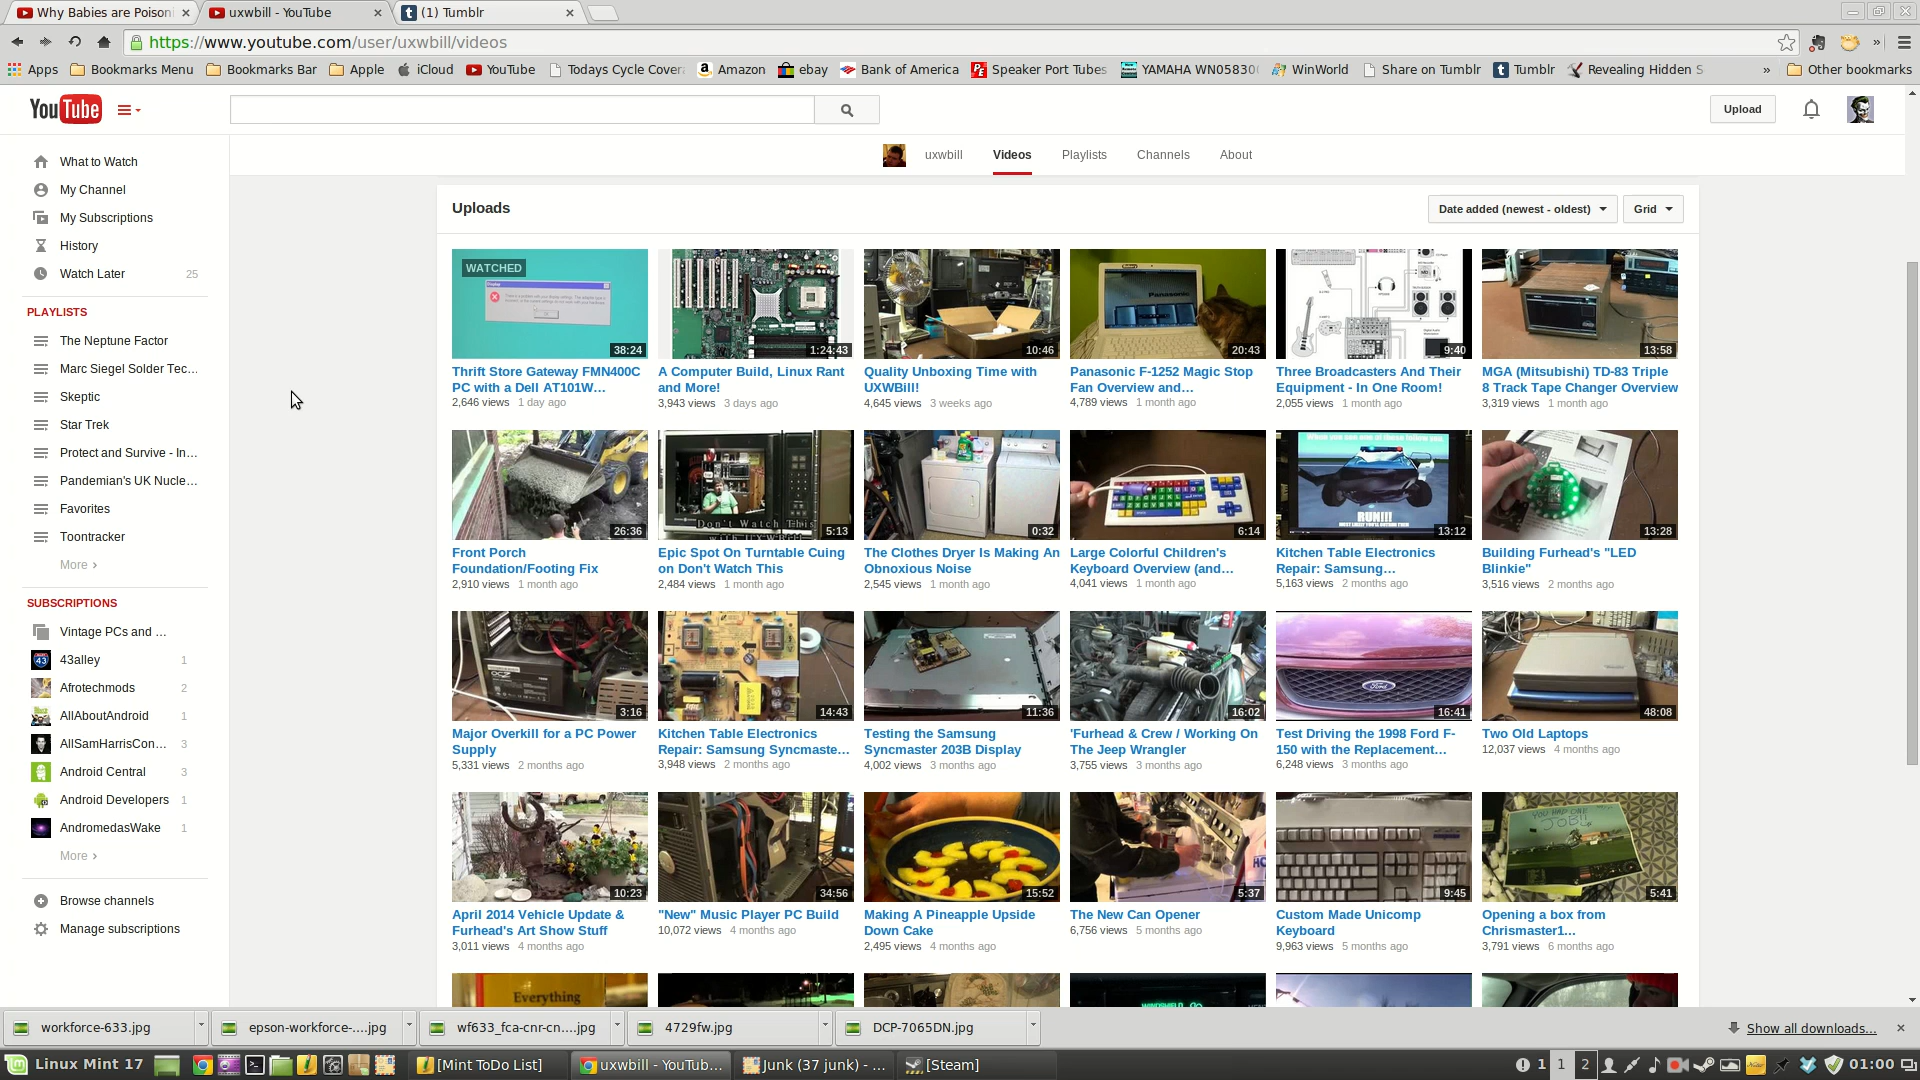 Why Babies are Poison
uxwbill - YouTube
(1) Tumblr
https://www.youtube.com/user/uxwbill/videos
Apps
Bookmarks Menu
Bookmarks Bar
Apple
iCloud
YouTube
Todays Cycle Cover
Amazon
ebay
Bank of America
Speaker Port Tubes
YAMAHA WN05830
WinWorld
Share on Tumblr
Tumblr
Revealing Hidden S
»
Other bookmarks
YouTube
Upload
What to Watch
My Channel
My Subscriptions
History
Watch Later 25
PLAYLISTS
The Neptune Factor
Marc Siegel Solder Tec...
Skeptic
Star Trek
Protect and Survive - In...
Pandemian's UK Nucle...
Favorites
Toontracker
More ›
SUBSCRIPTIONS
Vintage PCs and ...
43alley 1
Afrotechmods 2
AllAboutAndroid 1
AllSamHarrisCon... 3
Android Central 3
Android Developers 1
AndromedasWake 1
More ›
Browse channels
Manage subscriptions
uxwbill
Videos
Playlists
Channels
About
Uploads
Date added (newest - oldest)
Grid
WATCHED
38:24
Thrift Store Gateway FMN400C
PC with a Dell AT101W...
2,646 views 1 day ago
1:24:43
A Computer Build, Linux Rant
and More!
3,943 views 3 days ago
10:46
Quality Unboxing Time with
UXWBill!
4,645 views 3 weeks ago
Panasonic
20:43
Panasonic F-1252 Magic Stop
Fan Overview and...
4,789 views 1 month ago
9:40
Three Broadcasters And Their
Equipment - In One Room!
2,055 views 1 month ago
13:58
MGA (Mitsubishi) TD-83 Triple
8 Track Tape Changer Overview
3,319 views 1 month ago
26:36
Front Porch
Foundation/Footing Fix
2,910 views 1 month ago
Don't Watch This
with UXWBill
5:13
Epic Spot On Turntable Cuing
on Don't Watch This
2,484 views 1 month ago
0:32
The Clothes Dryer Is Making An
Obnoxious Noise
2,545 views 1 month ago
6:14
Large Colorful Children's
Keyboard Overview (and...
4,041 views 1 month ago
RUN!!!
13:12
Kitchen Table Electronics
Repair: Samsung...
5,163 views 2 months ago
13:28
Building Furhead's "LED
Blinkie"
3,516 views 2 months ago
OCZ
3:16
Major Overkill for a PC Power
Supply
5,331 views 2 months ago
14:43
Kitchen Table Electronics
Repair: Samsung Syncmaste...
3,948 views 2 months ago
11:36
Testing the Samsung
Syncmaster 203B Display
4,002 views 3 months ago
16:02
'Furhead & Crew / Working On
The Jeep Wrangler
3,755 views 3 months ago
Ford
16:41
Test Driving the 1998 Ford F-
150 with the Replacement...
6,248 views 3 months ago
48:08
Two Old Laptops
12,037 views 4 months ago
10:23
April 2014 Vehicle Update &
Furhead's Art Show Stuff
3,011 views 4 months ago
34:56
"New" Music Player PC Build
10,072 views 4 months ago
15:52
Making A Pineapple Upside
Down Cake
2,495 views 4 months ago
5:37
The New Can Opener
6,756 views 5 months ago
9:45
Custom Made Unicomp
Keyboard
9,963 views 5 months ago
YOU HAD ONE
JOB!!
5:41
Opening a box from
Chrismaster1...
3,791 views 6 months ago
Everything
workforce-633.jpg
epson-workforce-....jpg
wf633_fca-cnr-cn....jpg
4729fw.jpg
DCP-7065DN.jpg
Show all downloads...
Linux Mint 17
[Mint ToDo List]
uxwbill - YouTub...
Junk (37 junk) - ...
[Steam]
1
1
2
01:00